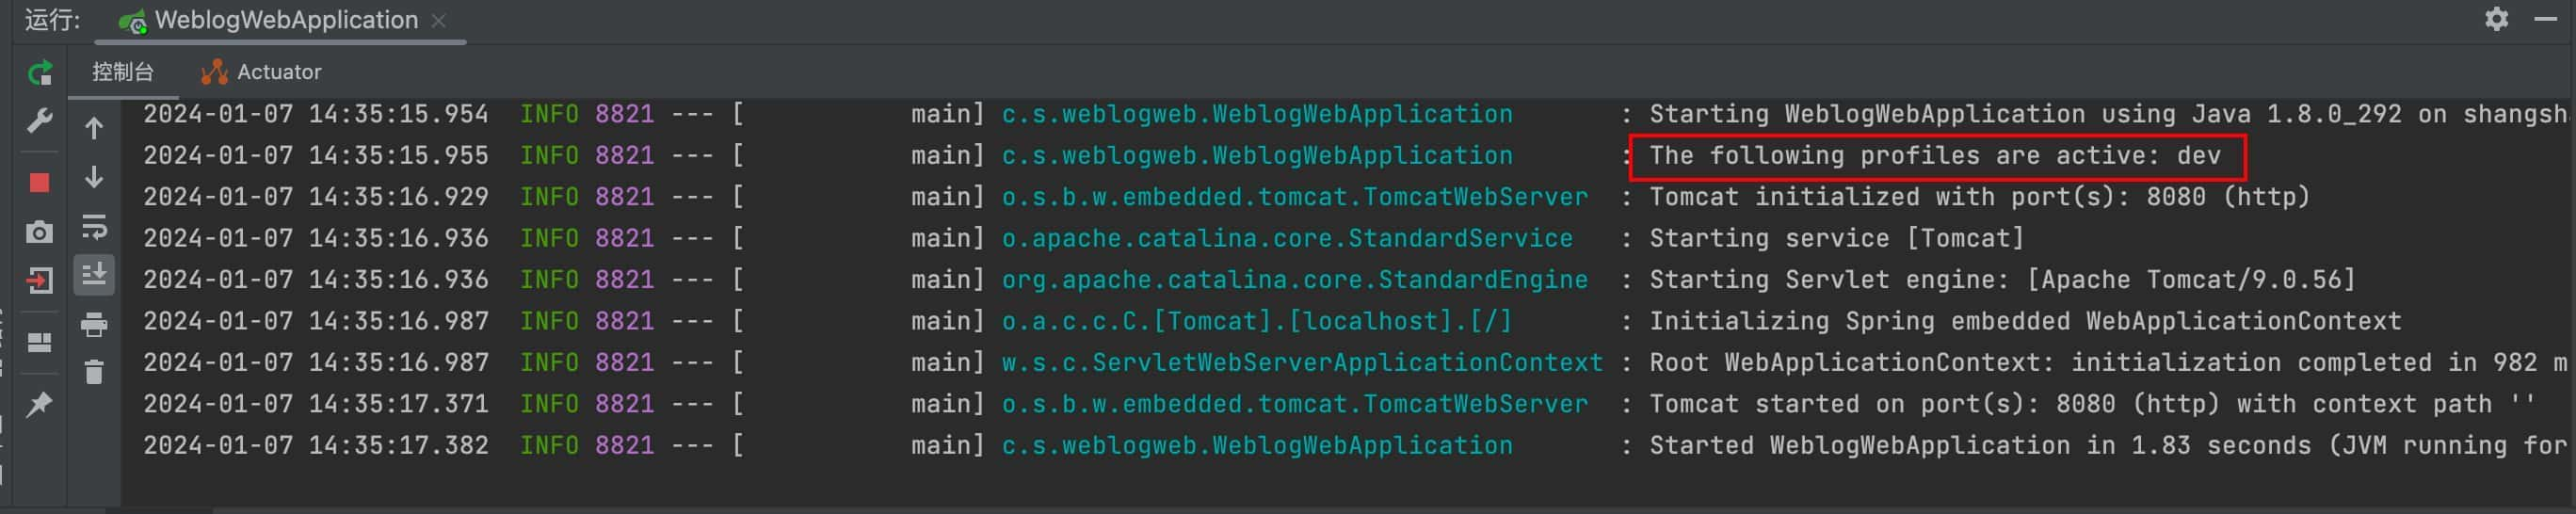 运行: WeblogWebApplication
控制台 Actuator
2024-01-07 14:35:15.954 INFO 8821 --- [ main] c.s.weblogweb.WeblogWebApplication : Starting WeblogWebApplication using Java 1.8.0_292 on shangsh
2024-01-07 14:35:15.955 INFO 8821 --- [ main] c.s.weblogweb.WeblogWebApplication : The following profiles are active: dev
2024-01-07 14:35:16.929 INFO 8821 --- [ main] o.s.b.w.embedded.tomcat.TomcatWebServer : Tomcat initialized with port(s): 8080 (http)
2024-01-07 14:35:16.936 INFO 8821 --- [ main] o.apache.catalina.core.StandardService : Starting service [Tomcat]
2024-01-07 14:35:16.936 INFO 8821 --- [ main] org.apache.catalina.core.StandardEngine : Starting Servlet engine: [Apache Tomcat/9.0.56]
2024-01-07 14:35:16.987 INFO 8821 --- [ main] o.a.c.c.C.[Tomcat].[localhost].[/] : Initializing Spring embedded WebApplicationContext
2024-01-07 14:35:16.987 INFO 8821 --- [ main] w.s.c.ServletWebServerApplicationContext : Root WebApplicationContext: initialization completed in 982 m
2024-01-07 14:35:17.371 INFO 8821 --- [ main] o.s.b.w.embedded.tomcat.TomcatWebServer : Tomcat started on port(s): 8080 (http) with context path ''
2024-01-07 14:35:17.382 INFO 8821 --- [ main] c.s.weblogweb.WeblogWebApplication : Started WeblogWebApplication in 1.83 seconds (JVM running for